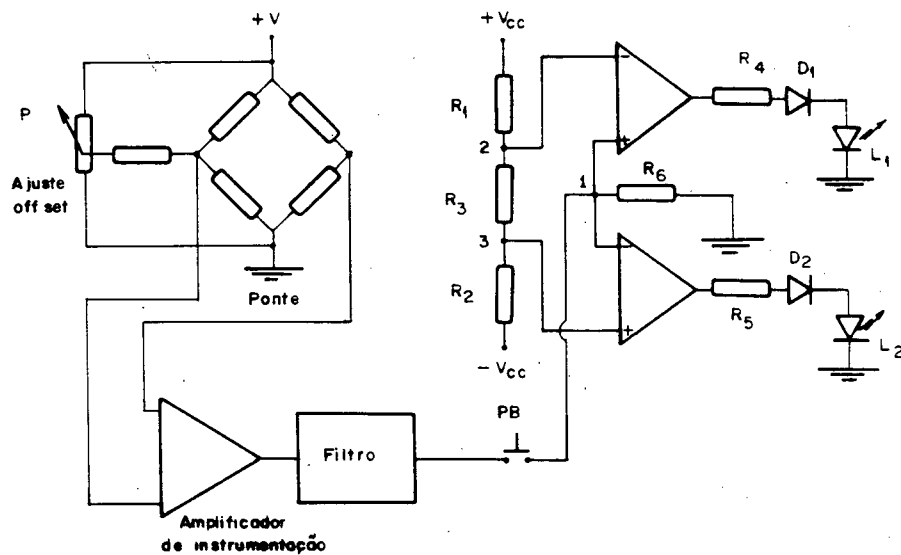 + V
P
Ajuste
off set
Ponte
Amplificador
de instrumentação
Filtro
PB
+ Vcc
R1
2
R3
3
R2
- Vcc
1
-
+
R6
-
+
R4
D1
L1
R5
D2
L2